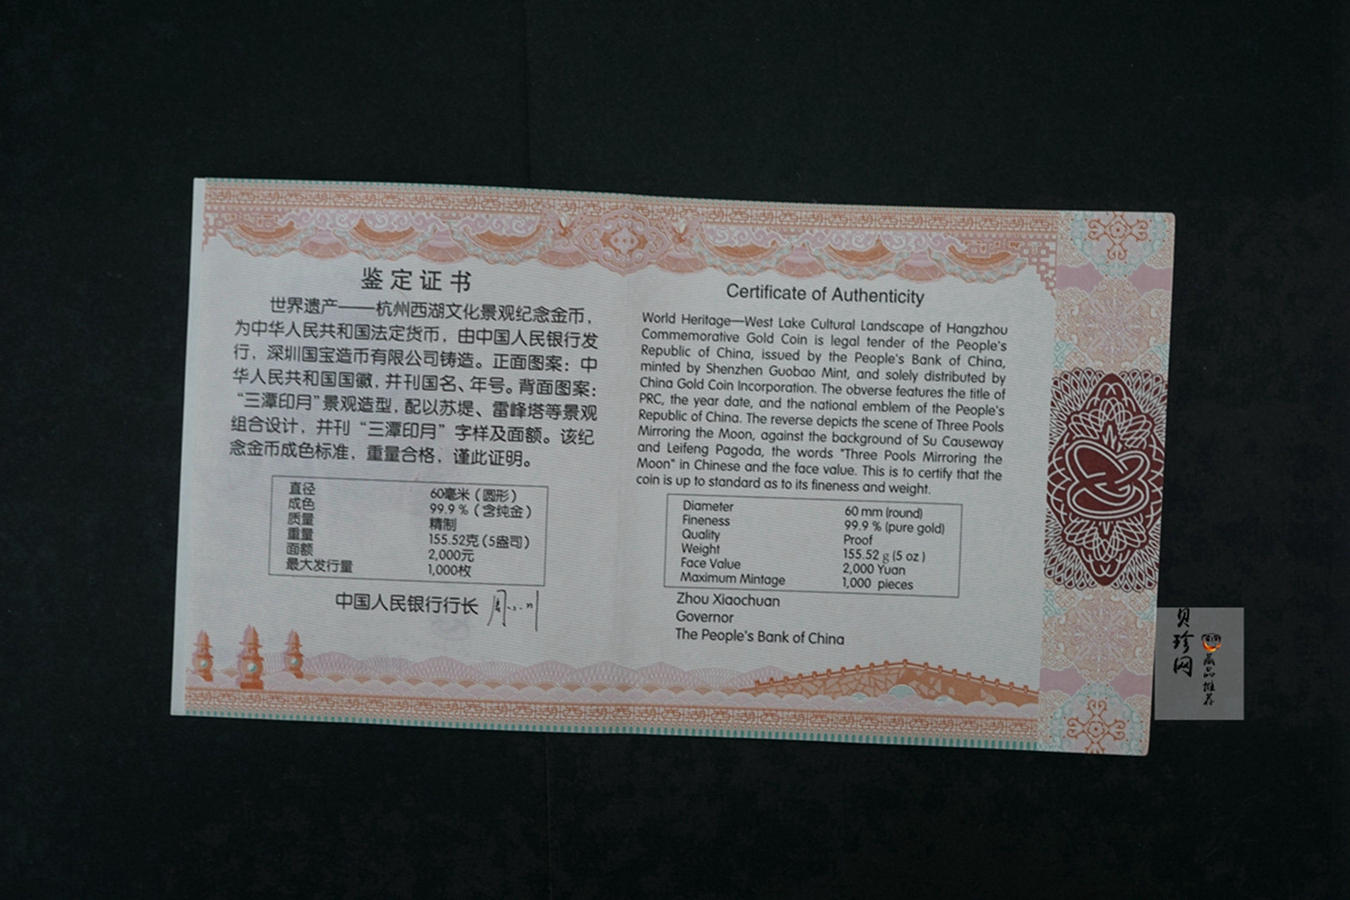 鉴定证书
世界遗产——杭州西湖文化景观纪念金币，
为中华人民共和国法定货币，由中国人民银行发
行，深圳国宝造币有限公司铸造。正面图案：中
华人民共和国国徽，并刊国名、年号。背面图案：
“三潭印月”景观造型，配以苏堤、雷峰塔等景观
组合设计，并刊“三潭印月”字样及面额。该纪
念金币成色标准，重量合格，谨此证明。
直径 60毫米（圆形）
成色 99.9％（含纯金）
质量 精制
重量 155.52克（5盎司）
面额 2,000元
最大发行量 1,000枚
中国人民银行行长
Certificate of Authenticity
World Heritage—West Lake Cultural Landscape of Hangzhou
Commemorative Gold Coin is legal tender of the People's
Republic of China, issued by the People's Bank of China,
minted by Shenzhen Guobao Mint, and solely distributed by
China Gold Coin Incorporation. The obverse features the title of
PRC, the year date, and the national emblem of the People's
Republic of China. The reverse depicts the scene of Three Pools
Mirroring the Moon, against the background of Su Causeway
and Leifeng Pagoda, the words "Three Pools Mirroring the
Moon" in Chinese and the face value. This is to certify that the
coin is up to standard as to its fineness and weight.
Diameter 60 mm (round)
Fineness 99.9 % (pure gold)
Quality Proof
Weight 155.52 g (5 oz )
Face Value 2,000 Yuan
Maximum Mintage 1,000 pieces
Zhou Xiaochuan
Governor
The People's Bank of China
贝珍网
藏品推荐